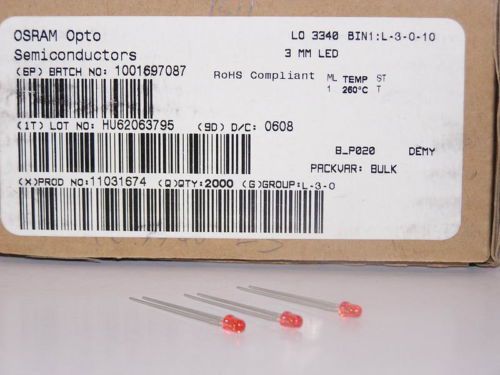 OSRAM Opto LO 3340 BIN1:L-3-0-10
Semiconductors 3 MM LED
(6P) BATCH NO: 1001697087 RoHS Compliant ML TEMP ST
1 260°C T
(1T) LOT NO: HU62063795 (9D) D/C: 0608
B_P020 DEMY
PACKVAR: BULK
(X)PROD NO:11031674 (Q)QTY:2000 (G)GROUP:L-3-0